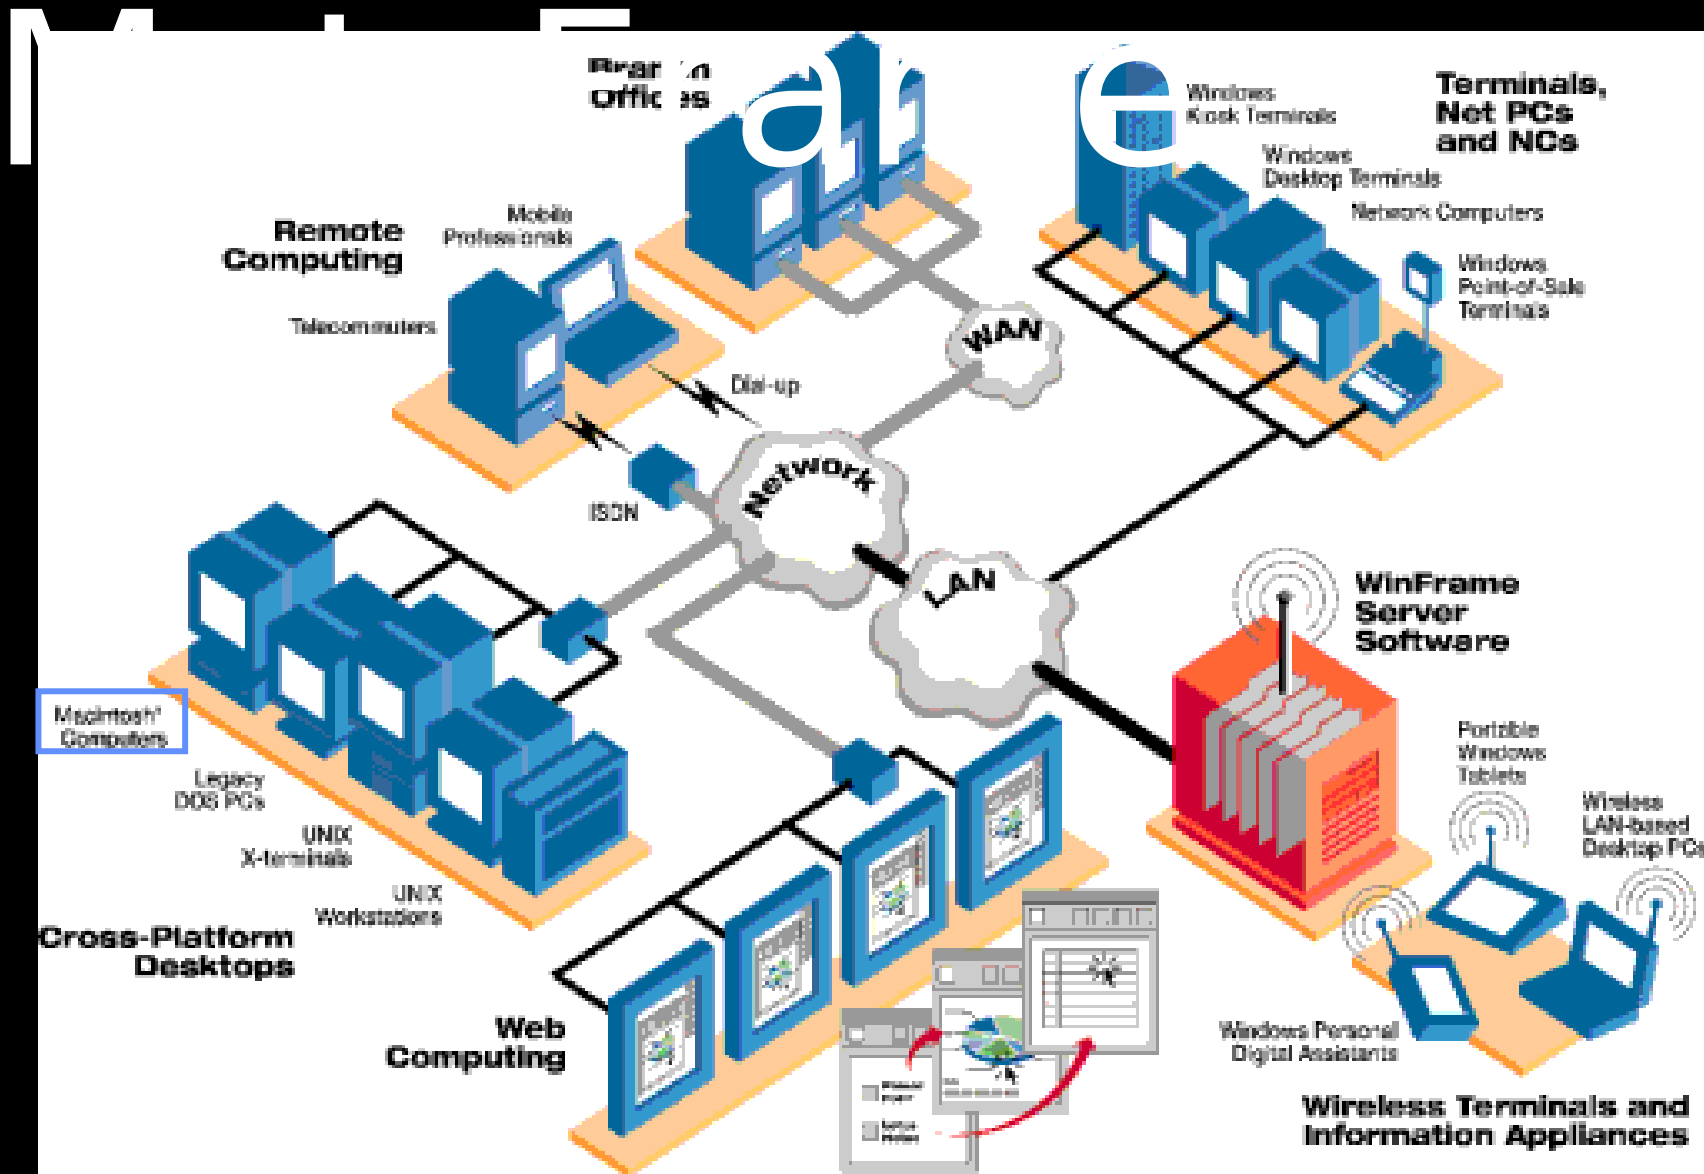 MetaFrame
Branch
Offices
Windows
Kiosk Terminals
Terminals,
Net PCs
and NCs
Windows
Desktop Terminals
Network Computers
Windows
Point-of-Sale
Terminals
Remote
Computing
Mobile
Professionals
Telecommuters
Dial-up
WAN
Network
ISDN
LAN
WinFrame
Server
Software
Macintosh*
Computers
Legacy
DOS PCs
UNIX
X-terminals
UNIX
Workstations
Cross-Platform
Desktops
Web
Computing
Portable
Windows
Tablets
Wireless
LAN-based
Desktop PCs
Windows Personal
Digital Assistants
Wireless Terminals and
Information Appliances